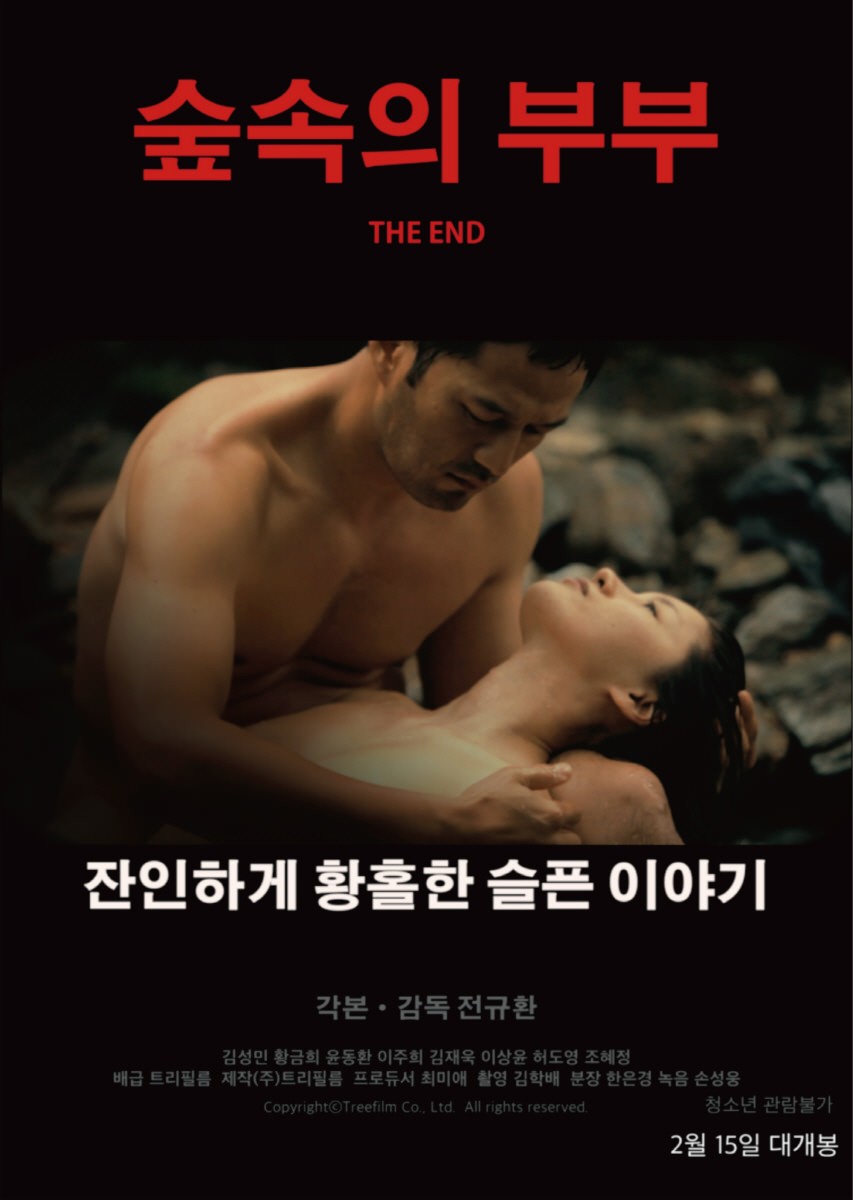 숲속의 부부
THE END
잔인하게 황홀한 슬픈 이야기
각본 • 감독 전규환
김성민 황금희 윤동환 이주희 김재욱 이상윤 허도영 조혜정
배급 트리필름 제작(주)트리필름 프로듀서 최미애 촬영 김학배 분장 한은경 녹음 손성웅
Copyright©Treefilm Co., Ltd. All rights reserved.
청소년 관람불가
2월 15일 대개봉